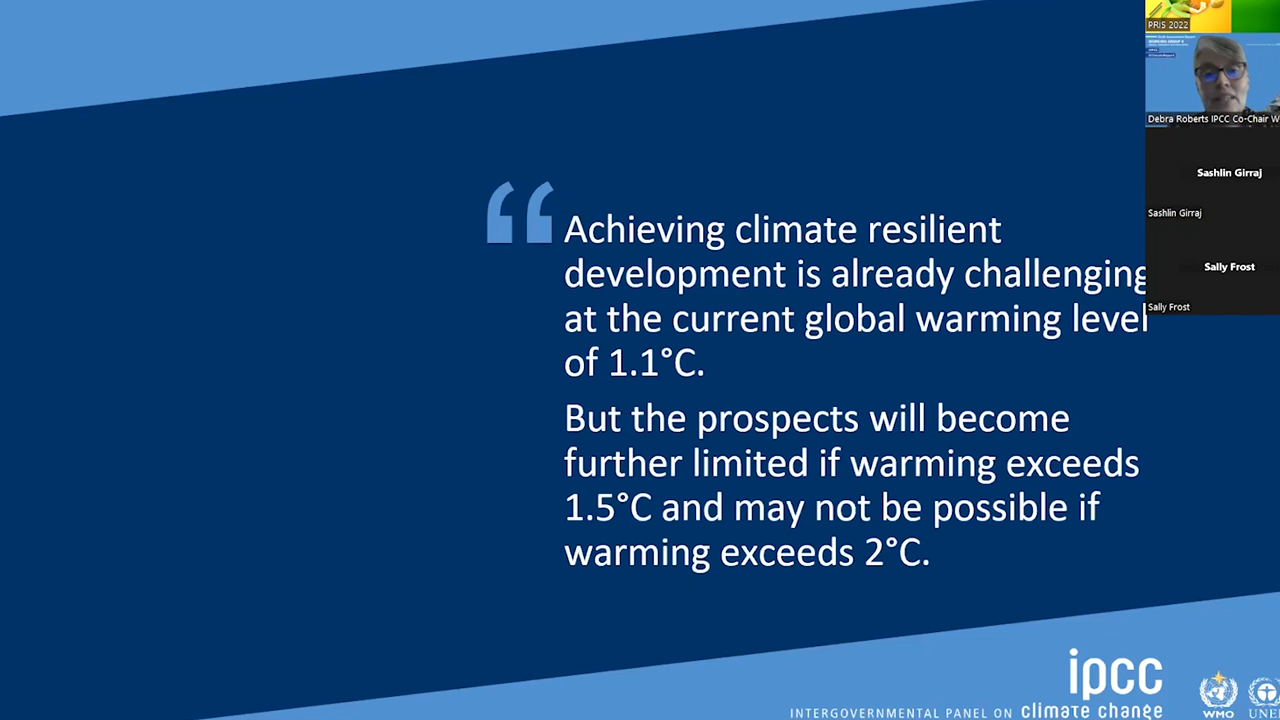 PRIS 2022
Debra Roberts IPCC Co-Chair W
Sashlin Girraj
Sashlin Girraj
Sally Frost
Sally Frost
Achieving climate resilient
development is already challenging
at the current global warming level
of 1.1°C.
But the prospects will become
further limited if warming exceeds
1.5°C and may not be possible if
warming exceeds 2°C.
ipcc
INTERGOVERNMENTAL PANEL ON climate change
WMO
UNEP